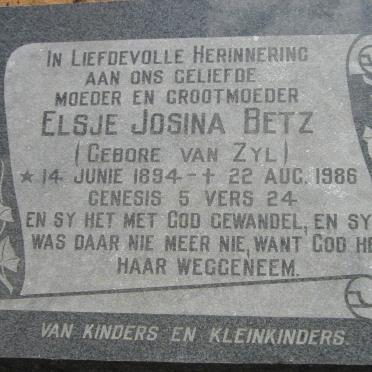 In Liefdevolle Herinnering
aan ons geliefde
moeder en grootmoeder
Elsje Josina Betz
(Gebore van Zyl)
* 14 Junie 1894 - † 22 Aug. 1986
Genesis 5 vers 24
En sy het met God gewandel, en sy
was daar nie meer nie, want God he
haar weggeneem.
Van kinders en kleinkinders.